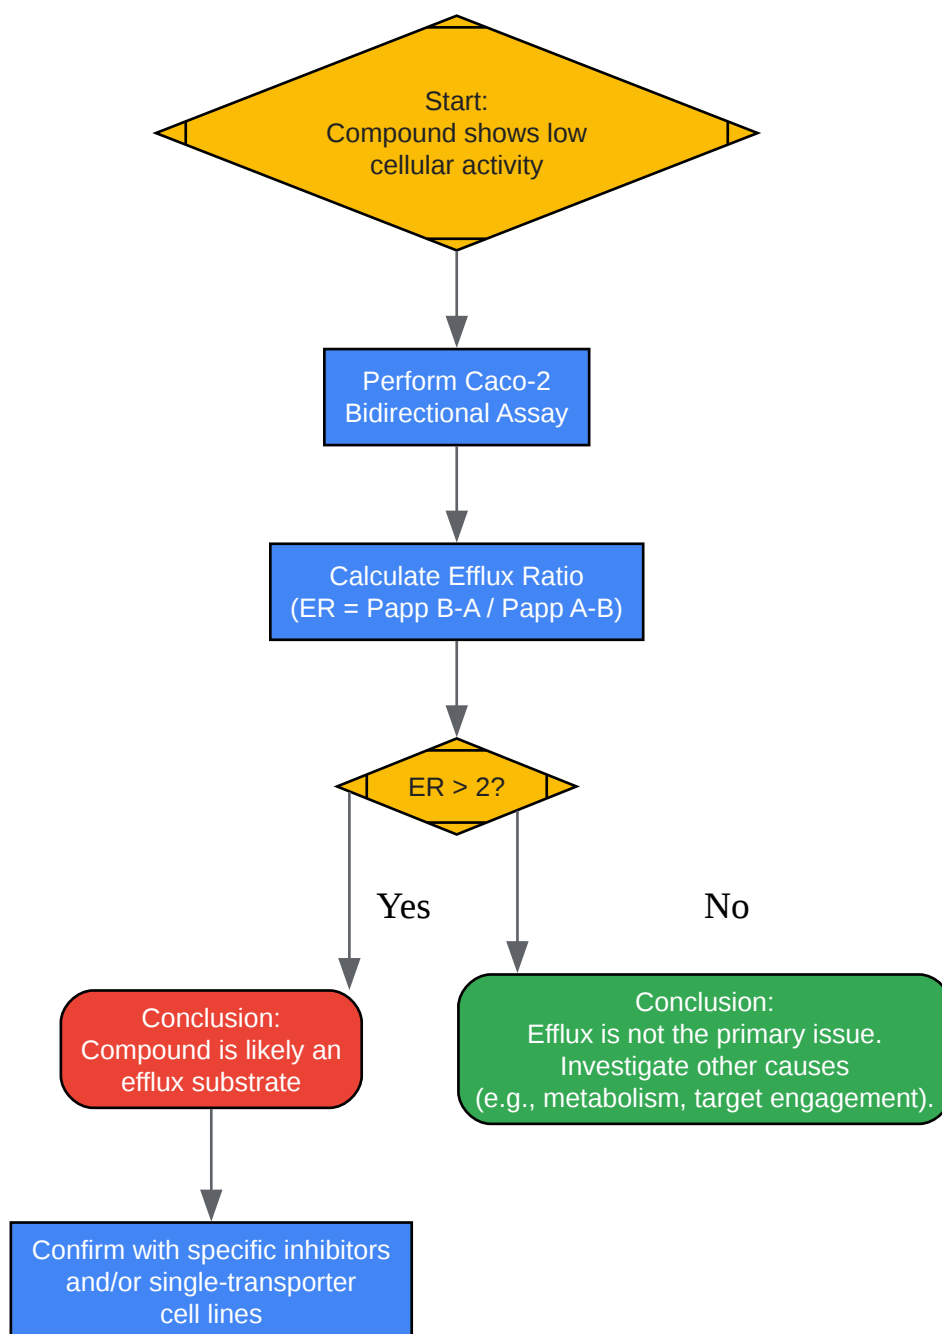 Start:
Compound shows low
cellular activity
Perform Caco-2
Bidirectional Assay
Calculate Efflux Ratio
(ER = Papp B-A / Papp A-B)
ER > 2?
Yes
No
Conclusion:
Compound is likely an
efflux substrate
Conclusion:
Efflux is not the primary issue.
Investigate other causes
(e.g., metabolism, target engagement).
Confirm with specific inhibitors
and/or single-transporter
cell lines